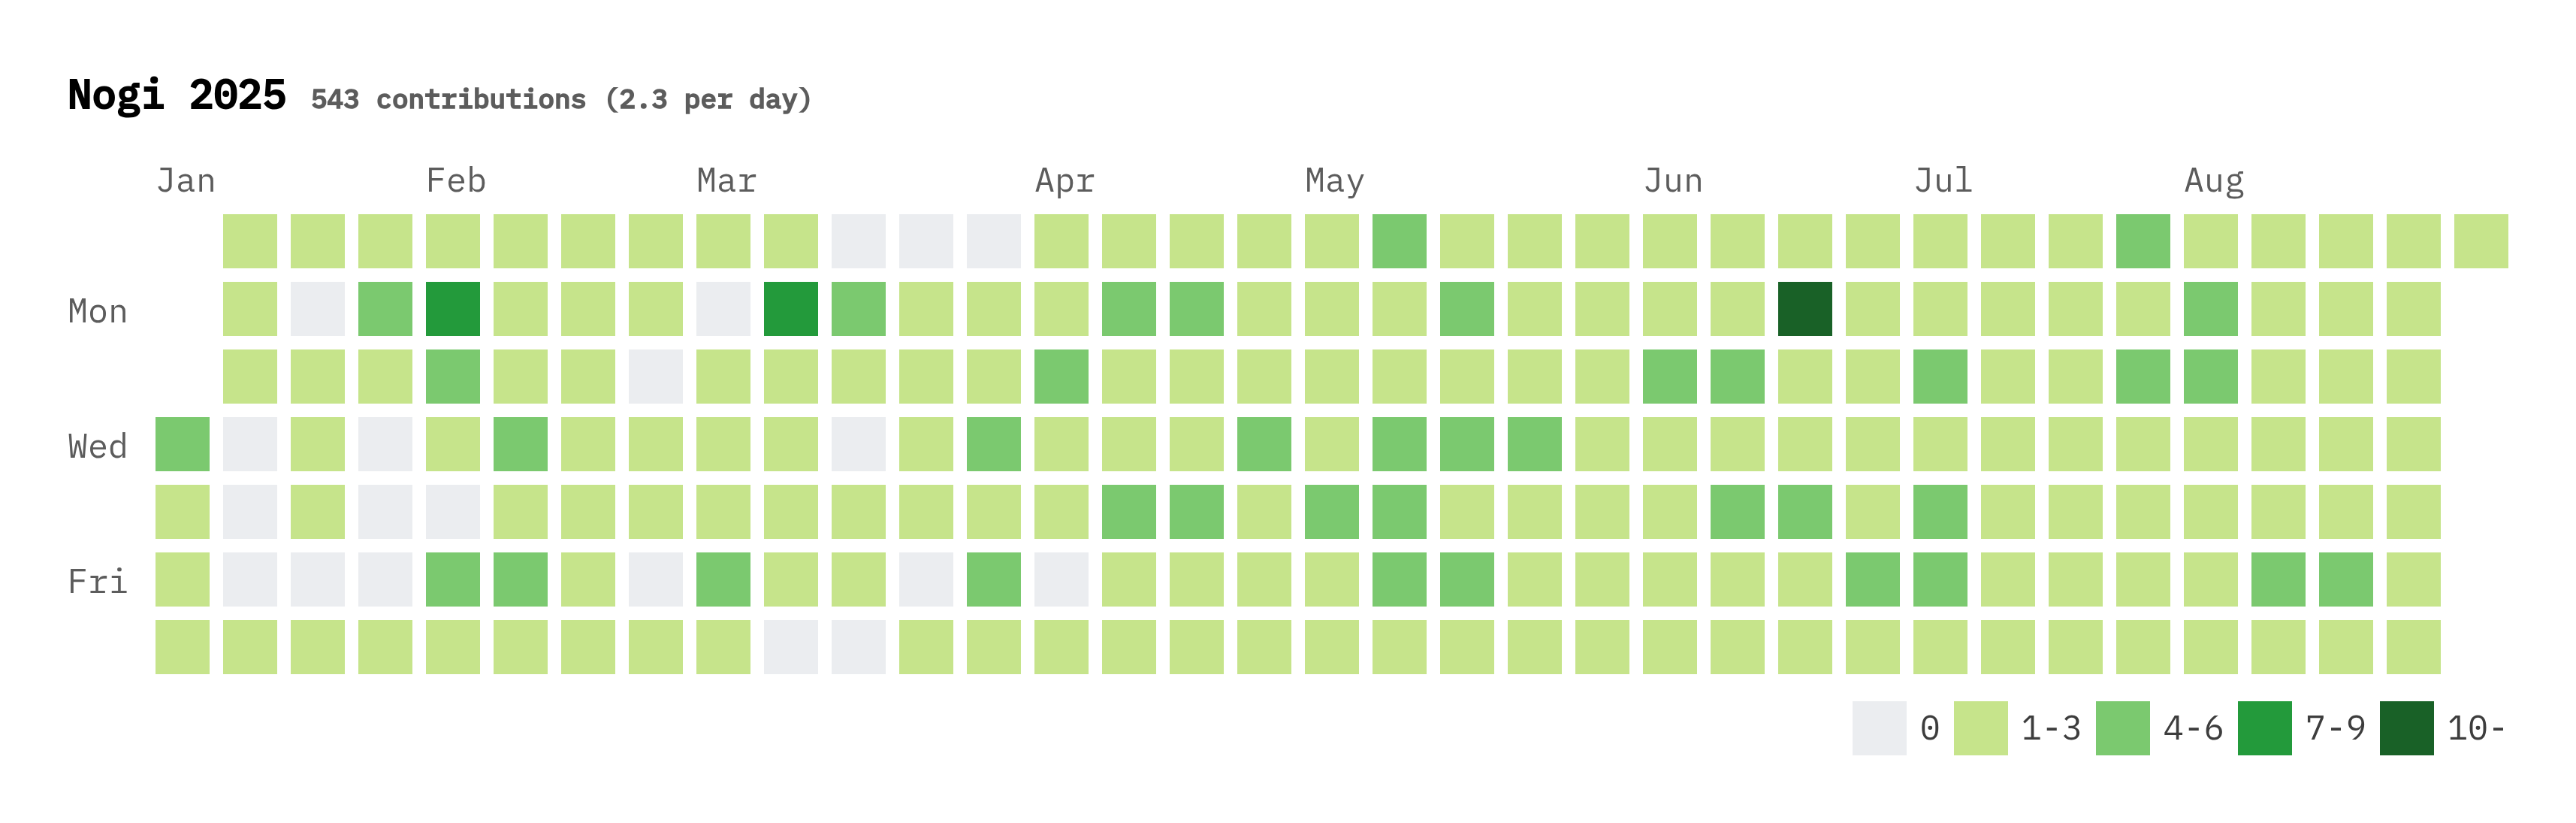 Nogi 2025 543 contributions (2.3 per day)
Jan Feb Mar Apr May Jun Jul Aug
Mon
Wed
Fri
0 1-3 4-6 7-9 10-